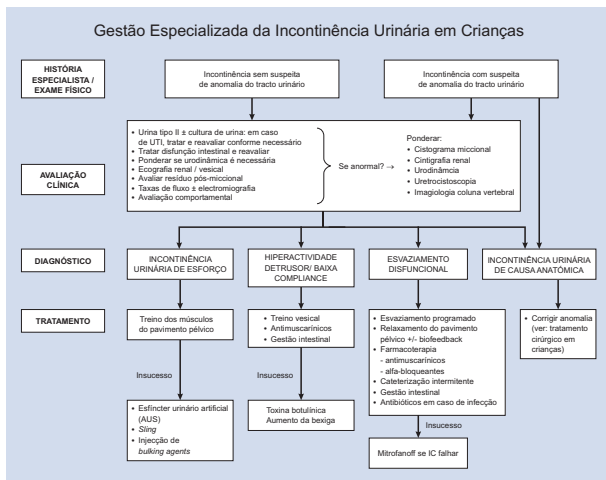 Gestão Especializada da Incontinência Urinária em Crianças
HISTÓRIA
ESPECIALISTA /
EXAME FÍSICO
Incontinência sem suspeita
de anomalia do tracto urinário
Incontinência com suspeita
de anomalia do tracto urinário
AVALIAÇÃO
CLÍNICA
• Urina tipo II ± cultura de urina: em caso
de UTI, tratar e reavaliar conforme necessário
• Tratar disfunção intestinal e reavaliar
• Ponderar se urodinâmica é necessária
• Ecografia renal / vesical
• Avaliar resíduo pós-miccional
• Taxas de fluxo ± electromiografia
• Avaliação comportamental
Se anormal? →
Ponderar:
• Cistograma miccional
• Cintigrafia renal
• Urodinâmcia
• Uretrocistoscopia
• Imagiologia coluna vertebral
DIAGNÓSTICO
INCONTINÊNCIA
URINÁRIA DE ESFORÇO
HIPERACTIVIDADE
DETRUSOR/ BAIXA
COMPLIANCE
ESVAZIAMENTO
DISFUNCIONAL
INCONTINÊNCIA URINÁRIA
DE CAUSA ANATÓMICA
TRATAMENTO
Treino dos músculos
do pavimento pélvico
• Treino vesical
• Antimuscarínicos
• Gestão intestinal
• Esvaziamento programado
• Relaxamento do pavimento
pélvico +/- biofeedback
• Farmacoterapia
- antimuscarínicos
- alfa-bloqueantes
• Cateterização intermitente
• Gestão intestinal
• Antibióticos em caso de infecção
• Corrigir anomalia
(ver: tratamento
cirúrgico em
crianças)
Insucesso
Insucesso
Insucesso
• Esfíncter urinário artificial
(AUS)
• Sling
• Injecção de
bulking agents
Toxina botulínica
Aumento da bexiga
Mitrofanoff se IC falhar